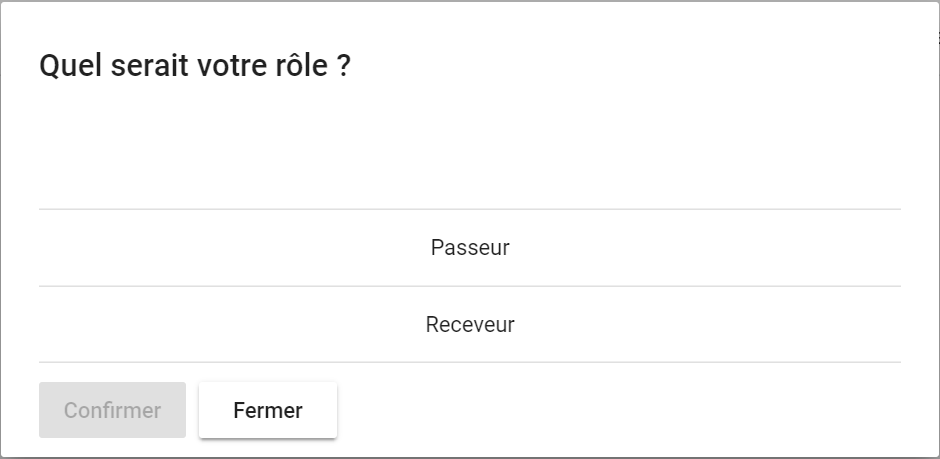 Quel serait votre rôle ?
Passeur
Receveur
Confirmer Fermer